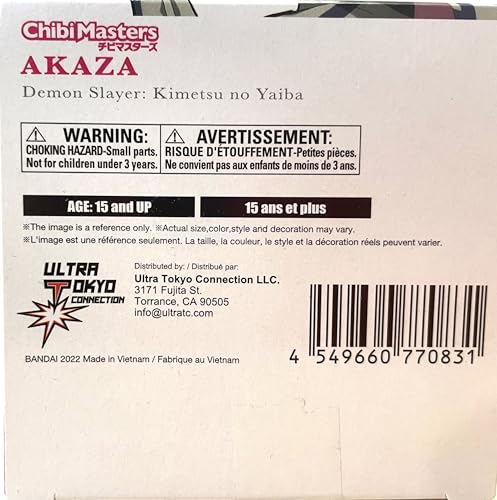 ChibiMasters
チビマスターズ
AKAZA
Demon Slayer: Kimetsu no Yaiba
WARNING:
CHOKING HAZARD-Small parts.
Not for children under 3 years.
AVERTISSEMENT:
RISQUE D'ÉTOUFFEMENT-Petites pièces.
Ne convient pas aux enfants de moins de 3 ans.
AGE: 15 and UP
15 ans et plus
※The image is a reference only. ※Actual size,color,style and decoration may vary.
※L'image est une référence seulement. La taille, la couleur, le style et la décoration réels peuvent varier.
ULTRA
TOKYO
CONNECTION
Distributed by: / Distribué par:
Ultra Tokyo Connection LLC.
3171 Fujita St.
Torrance, CA 90505
info@ultratc.com
BANDAI 2022 Made in Vietnam / Fabrique au Vietnam
4 549660 770831